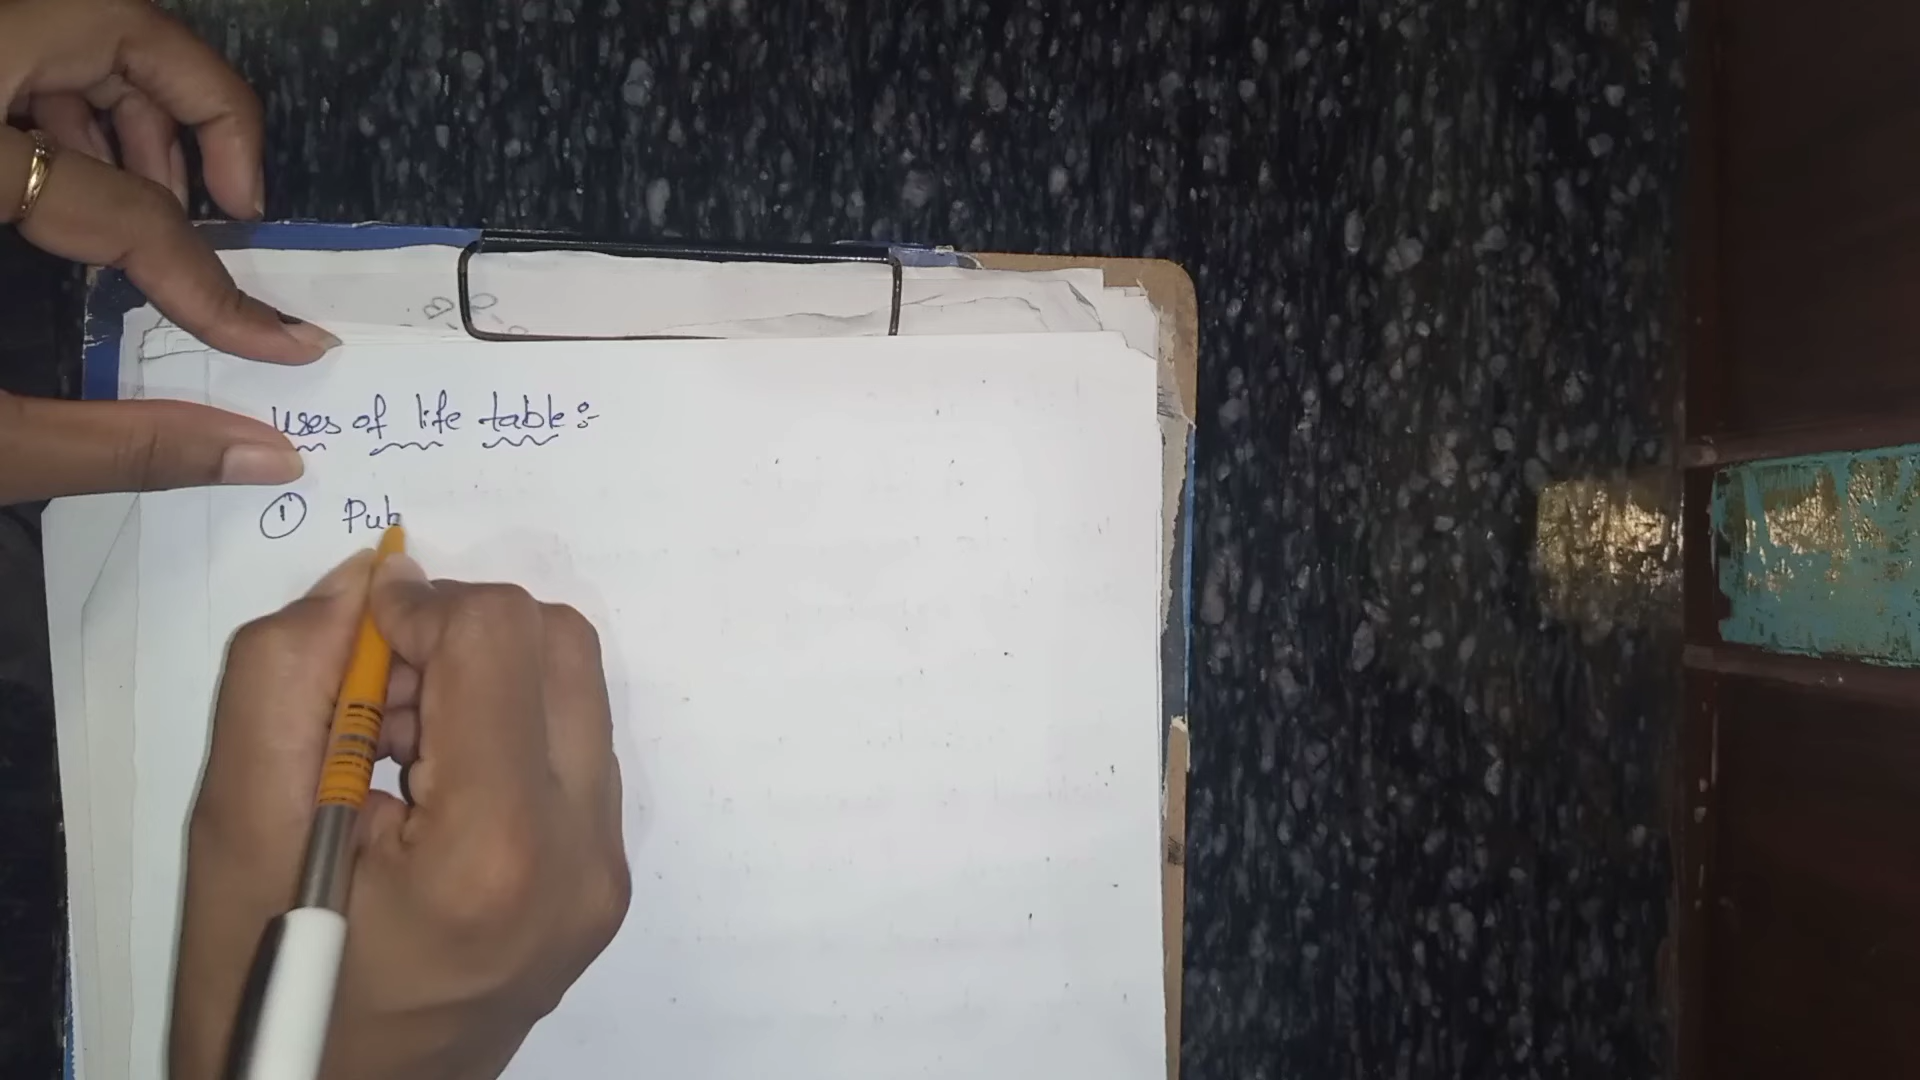 Uses of life table :-
① Pub